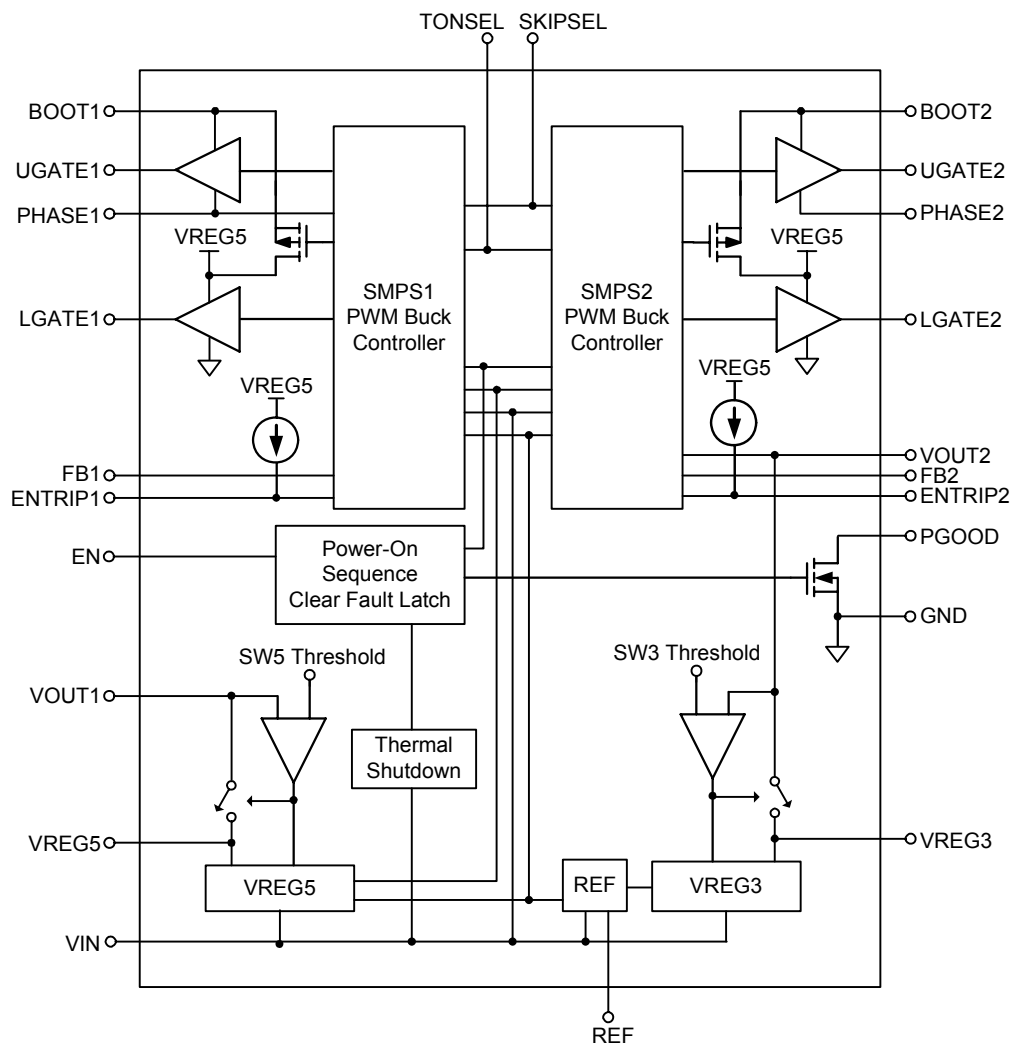 TONSEL SKIPSEL
BOOT1
BOOT2
UGATE1
UGATE2
PHASE1
PHASE2
VREG5
VREG5
SMPS1
PWM Buck
Controller
SMPS2
PWM Buck
Controller
LGATE1
LGATE2
VREG5
VREG5
VOUT2
FB1
FB2
ENTRIP1
ENTRIP2
PGOOD
EN
Power-On
Sequence
Clear Fault Latch
GND
SW5 Threshold
SW3 Threshold
VOUT1
Thermal
Shutdown
VREG5
VREG3
VREG5
REF
VREG3
VIN
REF